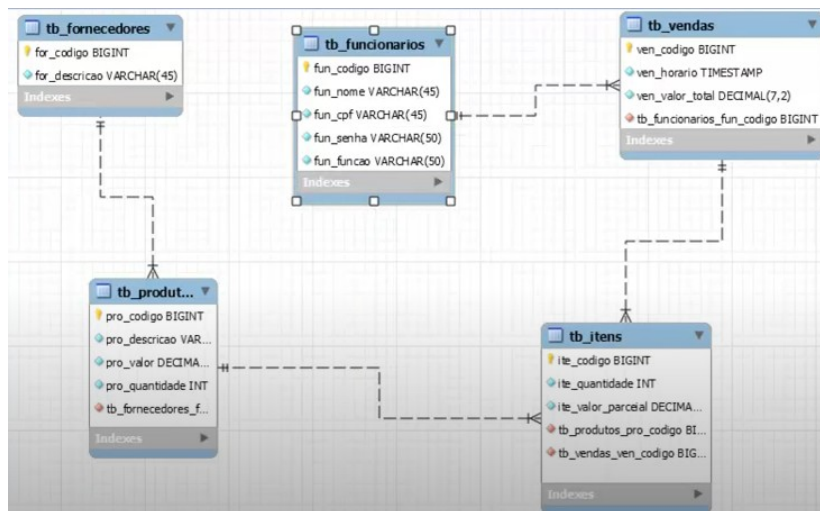 tb_fornecedores
for_codigo BIGINT
for_descricao VARCHAR(45)
Indexes
tb_funcionarios
fun_codigo BIGINT
fun_nome VARCHAR(45)
fun_cpf VARCHAR(45)
fun_senha VARCHAR(50)
fun_funcao VARCHAR(50)
Indexes
tb_vendas
ven_codigo BIGINT
ven_horario TIMESTAMP
ven_valor_total DECIMAL(7,2)
tb_funcionarios_fun_codigo BIGINT
Indexes
tb_produt...
pro_codigo BIGINT
pro_descricao VAR...
pro_valor DECIMA...
pro_quantidade INT
tb_fornecedores_f...
Indexes
tb_itens
ite_codigo BIGINT
ite_quantidade INT
ite_valor_parcial DECIMA...
tb_produtos_pro_codigo BI...
tb_vendas_ven_codigo BIG...
Indexes